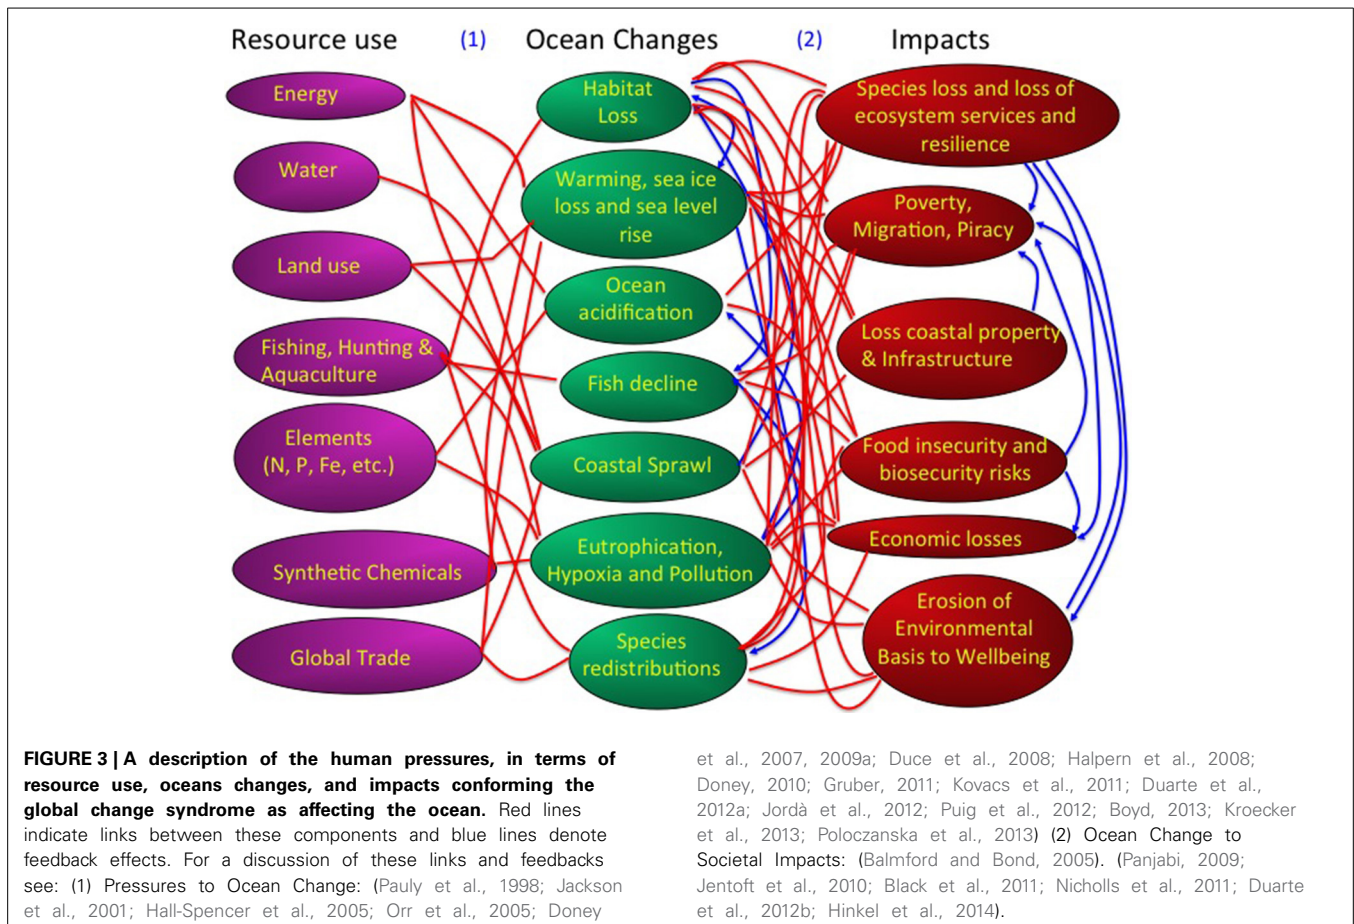 Resource use (1) Ocean Changes (2) Impacts
Energy
Water
Land use
Fishing, Hunting &
Aquaculture
Elements
(N, P, Fe, etc.)
Synthetic Chemicals
Global Trade
Habitat
Loss
Warming, sea ice
loss and sea level
rise
Ocean
acidification
Fish decline
Coastal Sprawl
Eutrophication,
Hypoxia and Pollution
Species
redistributions
Species loss and loss of
ecosystem services and
resilience
Poverty,
Migration, Piracy
Loss coastal property
& Infrastructure
Food insecurity and
biosecurity risks
Economic losses
Erosion of
Environmental
Basis to Wellbeing
FIGURE 3 | A description of the human pressures, in terms of
resource use, oceans changes, and impacts conforming the
global change syndrome as affecting the ocean. Red lines
indicate links between these components and blue lines denote
feedback effects. For a discussion of these links and feedbacks
see: (1) Pressures to Ocean Change: (Pauly et al., 1998; Jackson
et al., 2001; Hall-Spencer et al., 2005; Orr et al., 2005; Doney
et al., 2007, 2009a; Duce et al., 2008; Halpern et al., 2008;
Doney, 2010; Gruber, 2011; Kovacs et al., 2011; Duarte et al.,
2012a; Jordà et al., 2012; Puig et al., 2012; Boyd, 2013; Kroecker
et al., 2013; Poloczanska et al., 2013) (2) Ocean Change to
Societal Impacts: (Balmford and Bond, 2005). (Panjabi, 2009;
Jentoft et al., 2010; Black et al., 2011; Nicholls et al., 2011; Duarte
et al., 2012b; Hinkel et al., 2014).